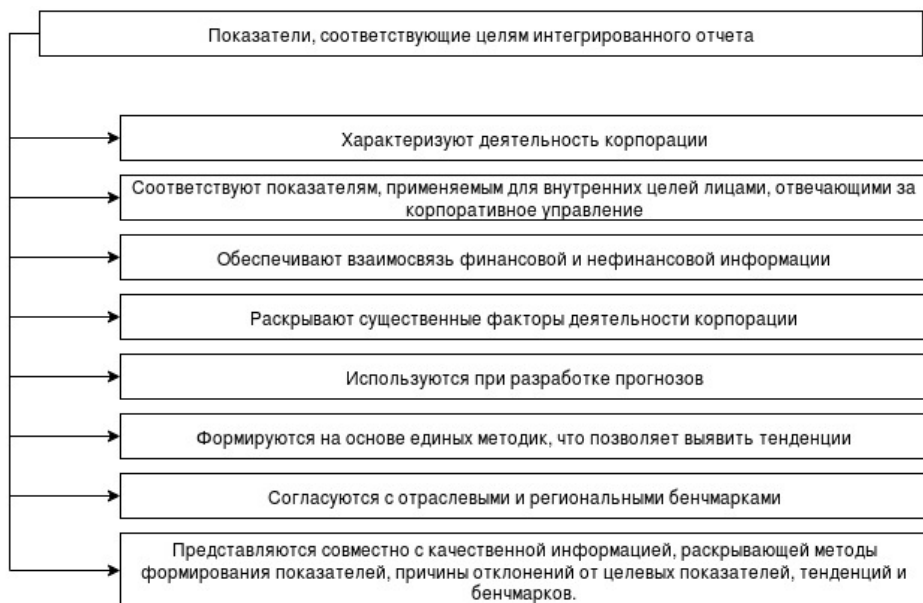 Показатели, соответствующие целям интегрированного отчета
Характеризуют деятельность корпорации
Соответствуют показателям, применяемым для внутренних целей лицами, отвечающими за
корпоративное управление
Обеспечивают взаимосвязь финансовой и нефинансовой информации
Раскрывают существенные факторы деятельности корпорации
Используются при разработке прогнозов
Формируются на основе единых методик, что позволяет выявить тенденции
Согласуются с отраслевыми и региональными бенчмарками
Представляются совместно с качественной информацией, раскрывающей методы
формирования показателей, причины отклонений от целевых показателей, тенденций и
бенчмарков.